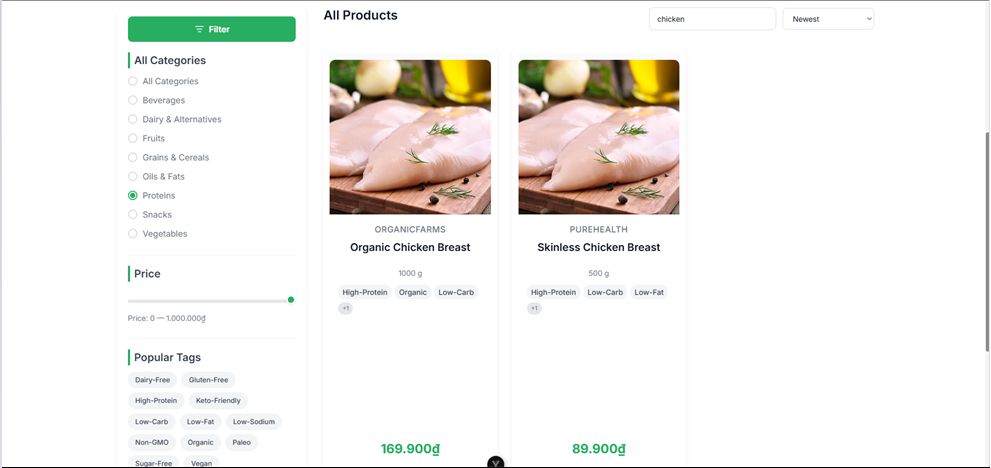 Filter
All Categories
All Categories
Beverages
Dairy & Alternatives
Fruits
Grains & Cereals
Oils & Fats
Proteins
Snacks
Vegetables
Price
Price: 0 — 1.000.000₫
Popular Tags
Dairy-Free Gluten-Free
High-Protein Keto-Friendly
Low-Carb Low-Fat Low-Sodium
Non-GMO Organic Paleo
Sugar-Free Vegan
All Products
chicken
Newest
ORGANICFARMS
Organic Chicken Breast
1000 g
High-Protein Organic Low-Carb
+1
169.900₫
PUREHEALTH
Skinless Chicken Breast
500 g
High-Protein Low-Carb Low-Fat
+1
89.900₫